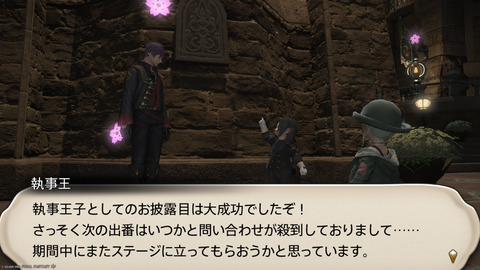 執事王
執事王子としてのお披露目は大成功でしたぞ！
さっそく次の出番はいつかと問い合わせが殺到しておりまして……
期間中にまたステージに立ってもらおうかと思っています。